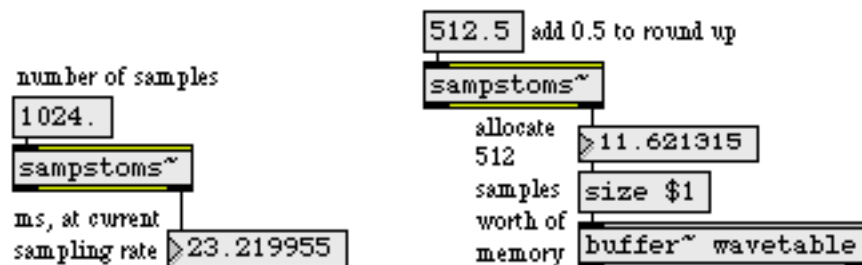 number of samples
1024.
sampstoms~
ms, at current
sampling rate
23.219955
512.5
add 0.5 to round up
sampstoms~
allocate
512
samples
worth of
memory
11.621315
size $1
buffer~ wavetable